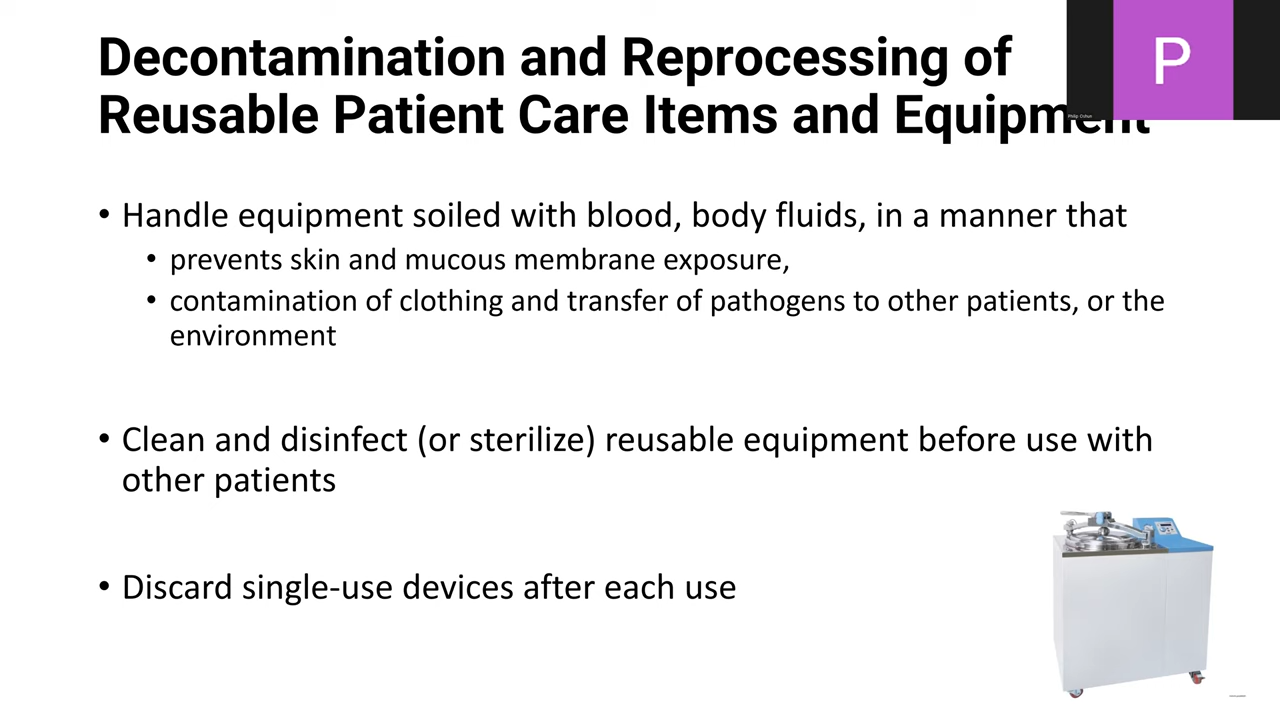 Decontamination and Reprocessing of
Reusable Patient Care Items and Equipment
P
Philip Ochuo
• Handle equipment soiled with blood, body fluids, in a manner that
• prevents skin and mucous membrane exposure,
• contamination of clothing and transfer of pathogens to other patients, or the
environment
• Clean and disinfect (or sterilize) reusable equipment before use with
other patients
• Discard single-use devices after each use